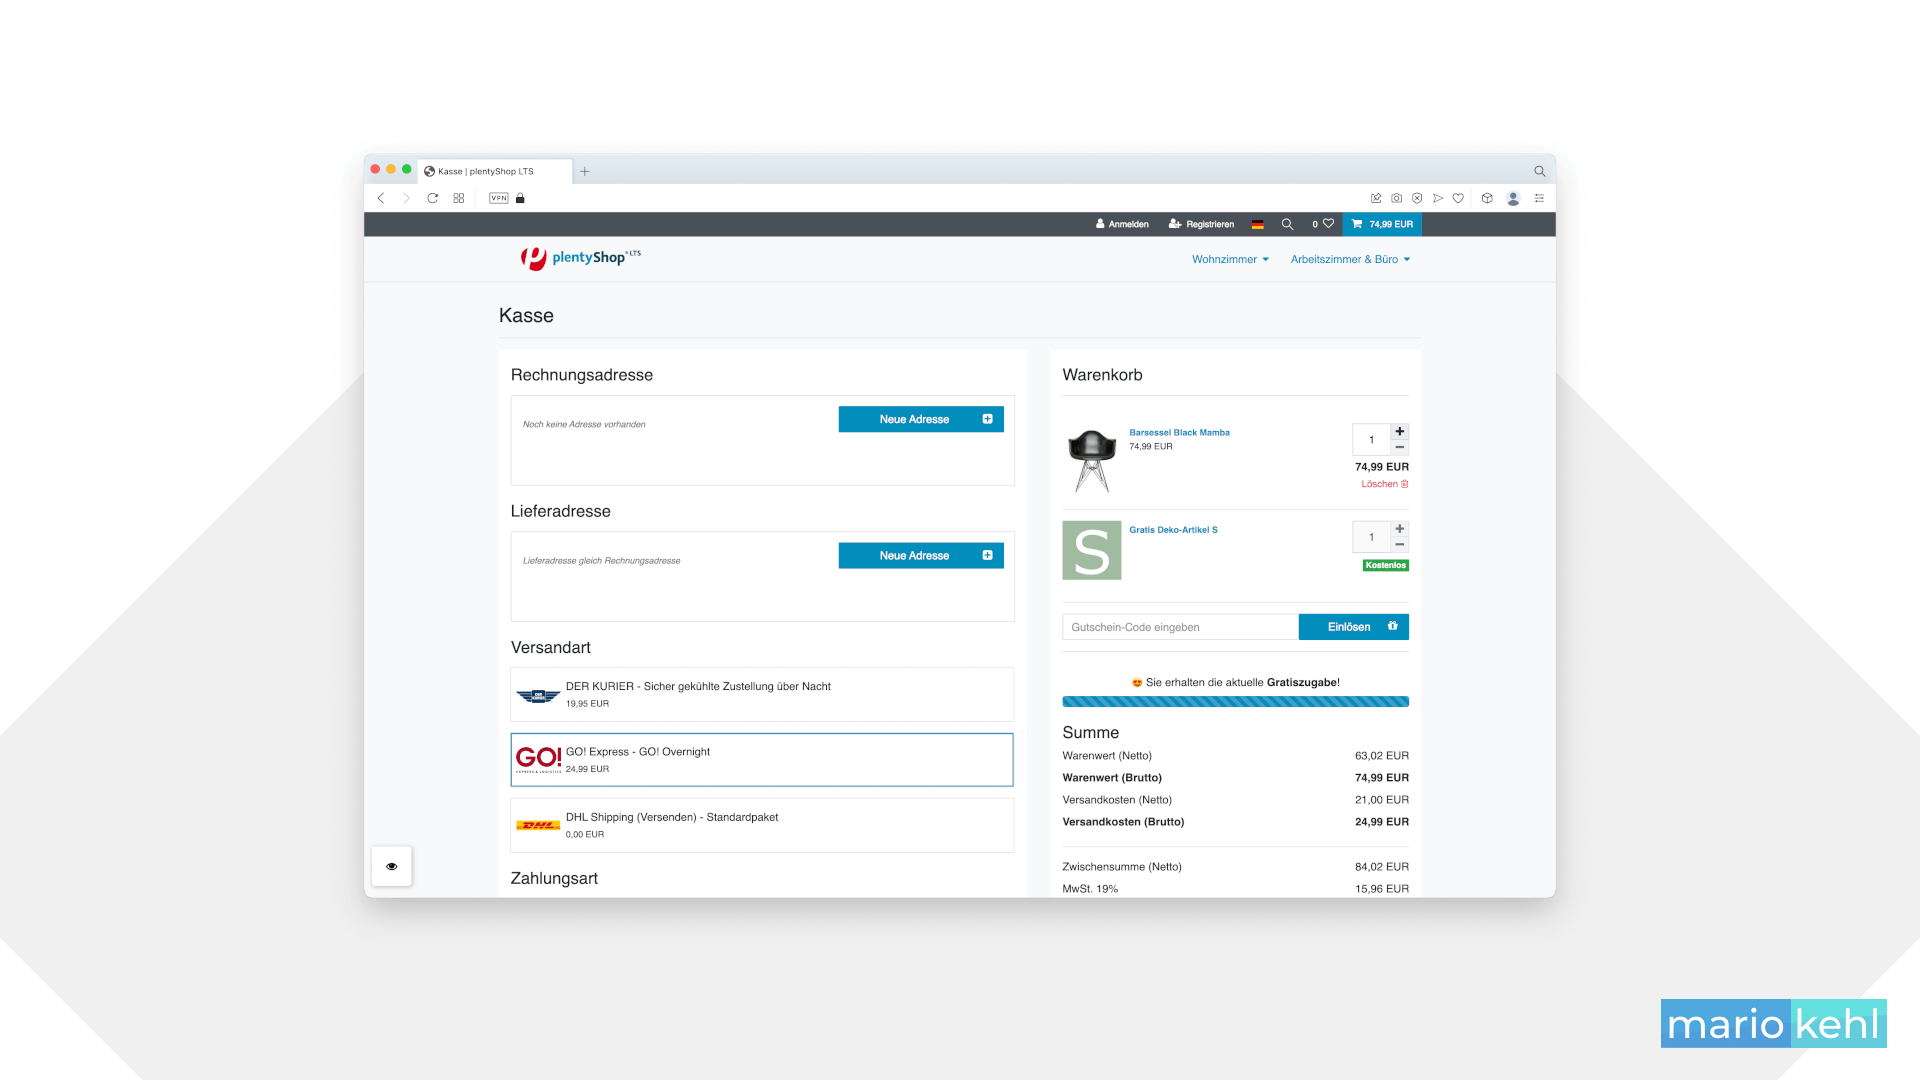 Kasse | plentyShop LTS
VPN
Anmelden
Registrieren
0
74,99 EUR
plentyShop LTS
Wohnzimmer
Arbeitszimmer & Büro
Kasse
Rechnungsadresse
Noch keine Adresse vorhanden
Neue Adresse
Lieferadresse
Lieferadresse gleich Rechnungsadresse
Neue Adresse
Versandart
DER KURIER
DER KURIER - Sicher gekühlte Zustellung über Nacht
19,95 EUR
GO!
EXPRESS & LOGISTICS
GO! Express - GO! Overnight
24,99 EUR
DHL
DHL Shipping (Versenden) - Standardpaket
0,00 EUR
Zahlungsart
Warenkorb
Barsessel Black Mamba
74,99 EUR
1
74,99 EUR
Löschen
S
Gratis Deko-Artikel S
1
Kostenlos
Gutschein-Code eingeben
Einlösen
Sie erhalten die aktuelle Gratiszugabe!
Summe
Warenwert (Netto) 63,02 EUR
Warenwert (Brutto) 74,99 EUR
Versandkosten (Netto) 21,00 EUR
Versandkosten (Brutto) 24,99 EUR
Zwischensumme (Netto) 84,02 EUR
MwSt. 19% 15,96 EUR
mario kehl